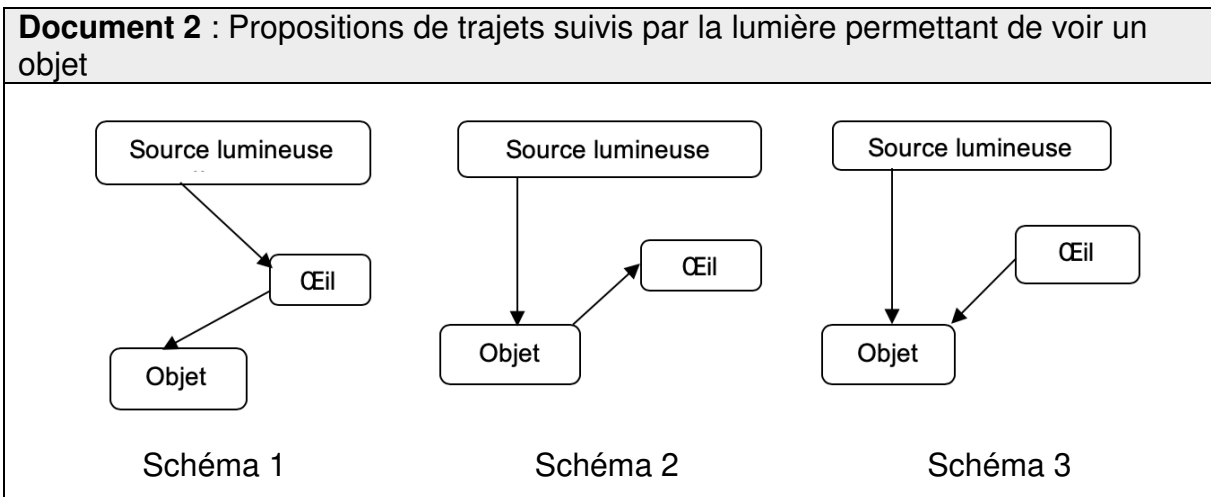 Document 2 : Propositions de trajets suivis par la lumière permettant de voir un
objet
Source lumineuse
Œil
Objet
Schéma 1
Source lumineuse
Œil
Objet
Schéma 2
Source lumineuse
Œil
Objet
Schéma 3